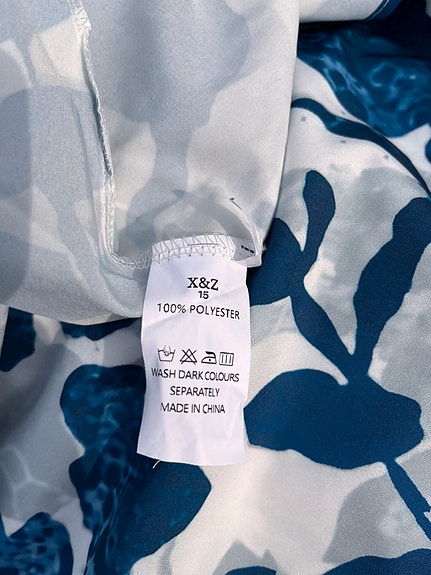 X&Z
15
100% POLYESTER
WASH DARK COLOURS
SEPARATELY
MADE IN CHINA